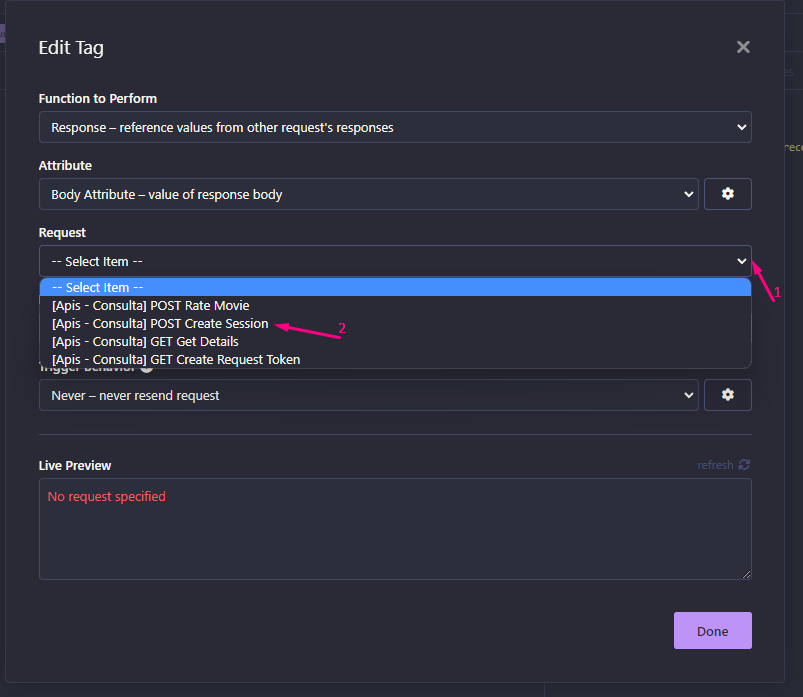 Edit Tag
Function to Perform
Response – reference values from other request's responses
Attribute
Body Attribute – value of response body
Request
-- Select Item --
1
-- Select Item --
[Apis - Consulta] POST Rate Movie
[Apis - Consulta] POST Create Session
2
[Apis - Consulta] GET Get Details
[Apis - Consulta] GET Create Request Token
Trigger Behavior
Never – never resend request
Live Preview
refresh
No request specified
Done